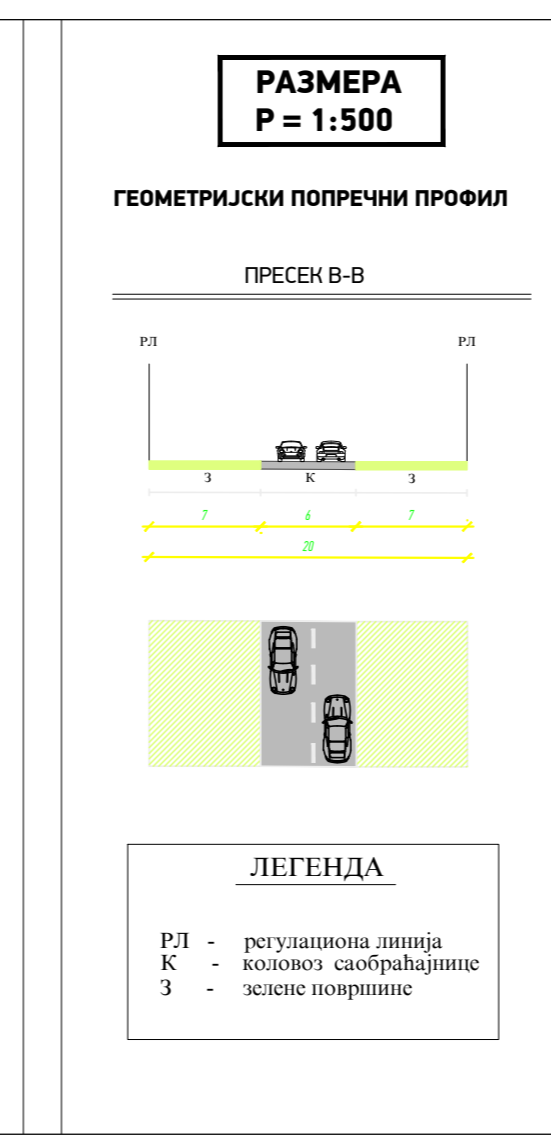 РАЗМЕРА
Р = 1:500
ГЕОМЕТРИЈСКИ ПОПРЕЧНИ ПРОФИЛ
ПРЕСЕК В-В
РЛ РЛ
З К З
7 6 7
20
ЛЕГЕНДА
РЛ - регулациона линија
К - коловоз саобраћајнице
З - зелене површине